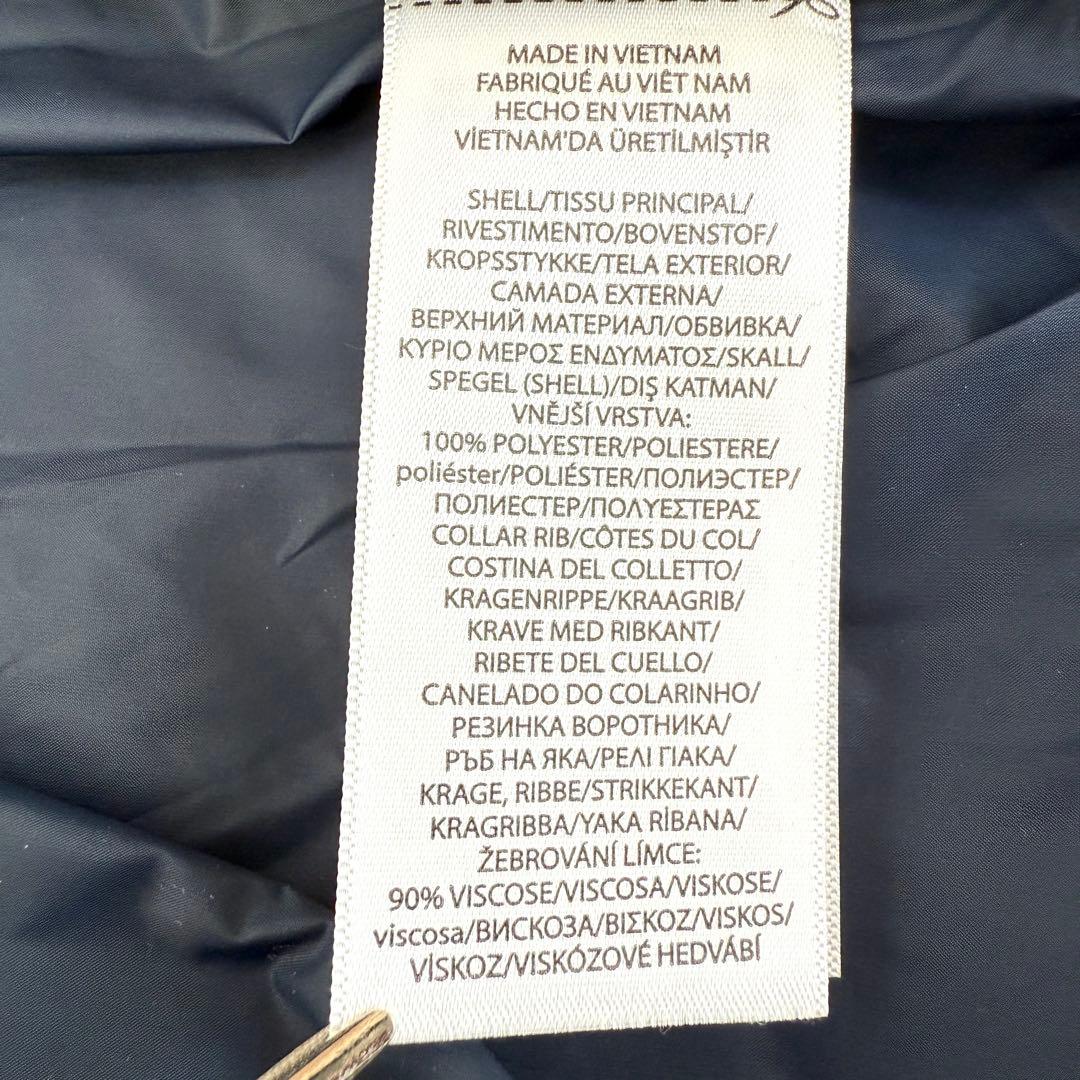 MADE IN VIETNAM
FABRIQUÉ AU VIÊT NAM
HECHO EN VIETNAM
VİETNAM'DA ÜRETİLMİŞTİR
SHELL/TISSU PRINCIPAL/
RIVESTIMENTO/BOVENSTOF/
KROPSSTYKKE/TELA EXTERIOR/
CAMADA EXTERNA/
ВЕРХНИЙ МАТЕРИАЛ/ОБВИВКА/
ΚΥΡΙΟ ΜΕΡΟΣ ΕΝΔΥΜΑΤΟΣ/SKALL/
SPEGEL (SHELL)/DIŞ KATMAN/
VNĚJŠÍ VRSTVA:
100% POLYESTER/POLIESTERE/
poliéster/POLIÉSTER/ПОЛИЭСТЕР/
ПОЛИЕСТЕР/ΠΟΛΥΕΣΤΕΡΑΣ
COLLAR RIB/CÔTES DU COL/
COSTINA DEL COLLETTO/
KRAGENRIPPE/KRAAGRIB/
KRAVE MED RIBKANT/
RIBETE DEL CUELLO/
CANELADO DO COLARINHO/
РЕЗИНКА ВОРОТНИКА/
РЪБ НА ЯКА/ΡΕΛΙ ΓΙΑΚΑ/
KRAGE, RIBBE/STRIKKEKANT/
KRAGRIBBA/YAKA RİBANA/
ŽEBROVÁNÍ LÍMCE:
90% VISCOSE/VISCOSA/VISKOSE/
viscosa/ВИСКОЗА/ΒΙΣΚΟΖ/VISKOS/
VİSKOZ/VISKÓZOVÉ HEDVÁBÍ